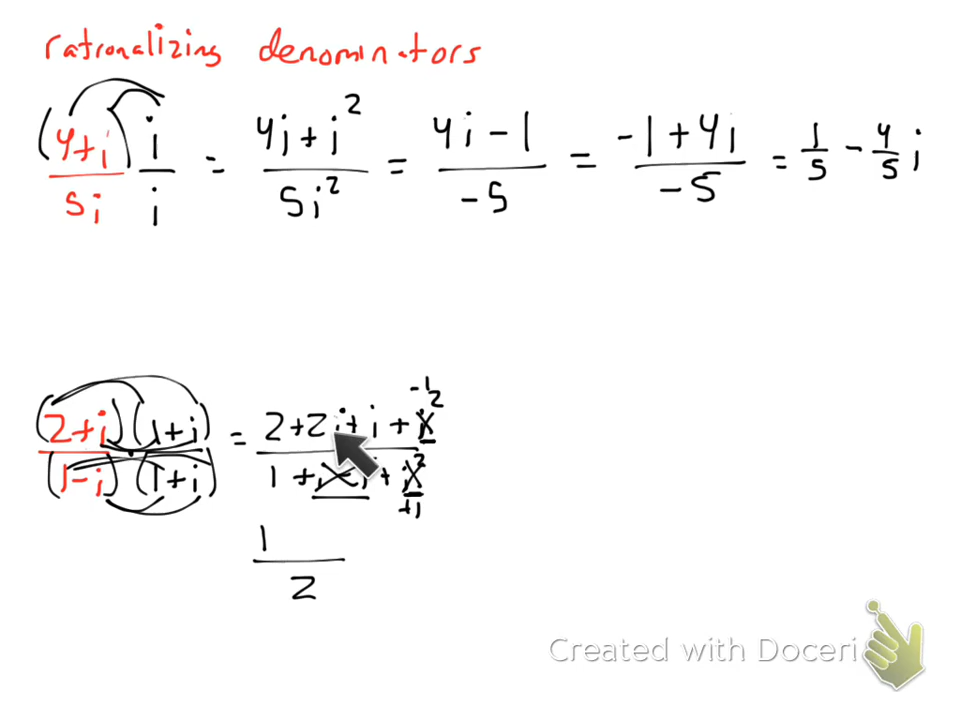 rationalizing denominators
(4+i)/5i i/i = 4i+i²/5i² = 4i-1/-5 = -1+4i/-5 = 1/5 - 4/5 i
-1
(2+i)(1+i)/(1-i)(1+i) = 2+2i+i+i²/1+i-i+i²
+1
1/2
Created with Doceri